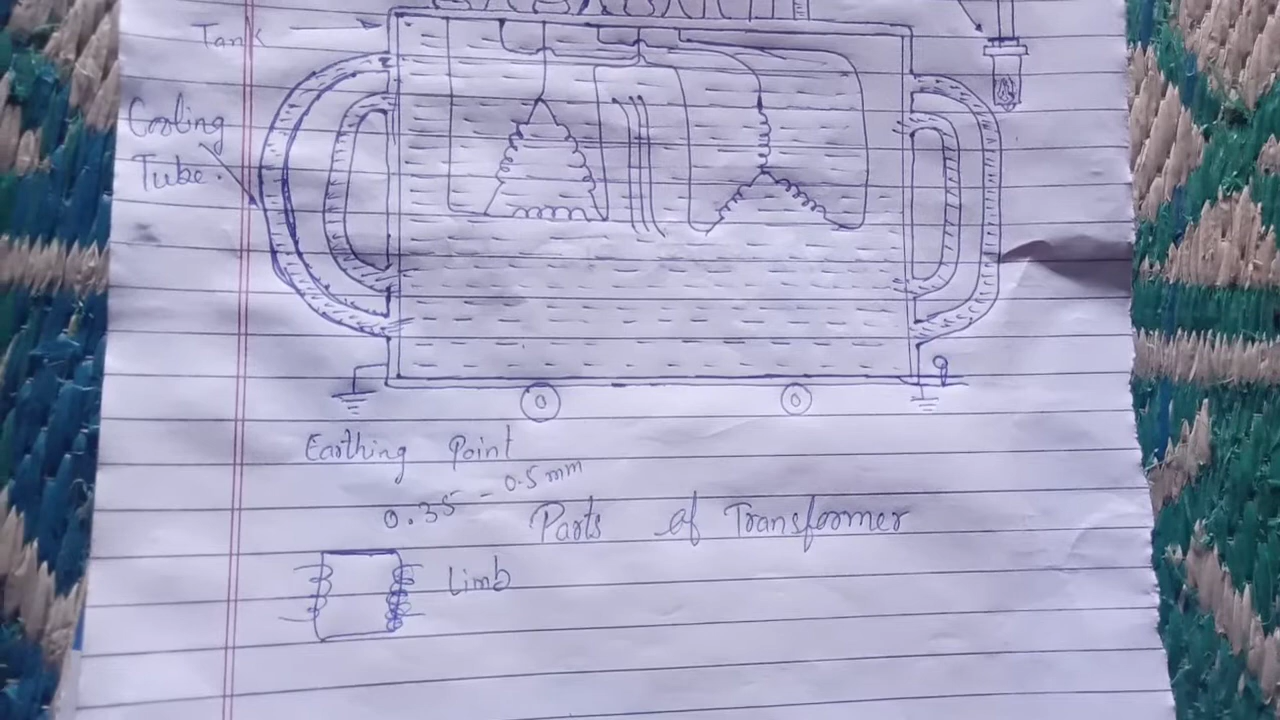 Tank
Cooling
Tube.
Earthing Point
0.35 - 0.5 mm
Parts of Transformer
Limb